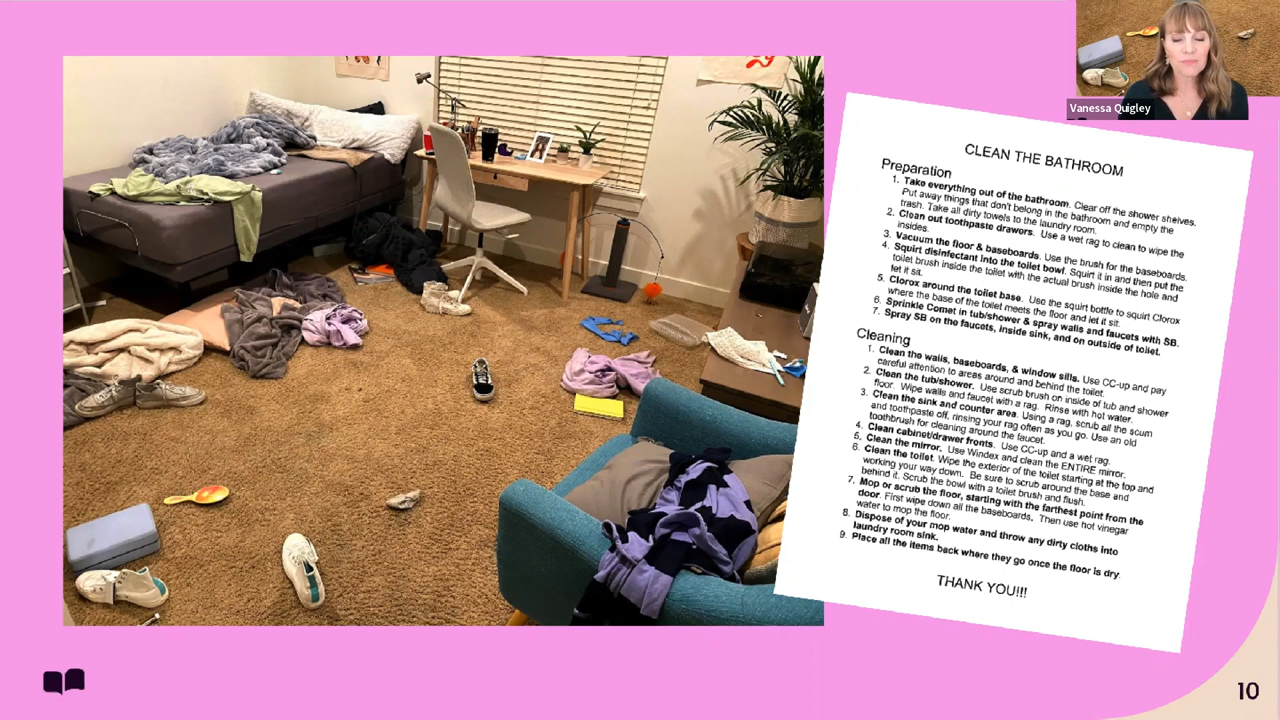 Vanessa Quigley
CLEAN THE BATHROOM
Preparation
1. Take everything out of the bathroom. Clear off the shower shelves.
Put away things that don't belong in the bathroom and empty the
trash. Take all dirty towels to the laundry room.
2. Clean out toothpaste drawers. Use a wet rag to clean to wipe the
insides.
3. Vacuum the floor & baseboards. Use the brush for the baseboards.
4. Squirt disinfectant into the toilet bowl. Squirt it in and then put the
toilet brush inside the toilet with the actual brush inside the hole and
let it sit.
5. Clorox around the toilet base. Use the squirt bottle to squirt Clorox
where the base of the toilet meets the floor and let it sit.
6. Sprinkle Comet in tub/shower & spray walls and faucets with SB.
7. Spray SB on the faucets, inside sink, and on outside of toilet.
Cleaning
1. Clean the walls, baseboards, & window sills. Use CC-up and pay
careful attention to areas around and behind the toilet.
2. Clean the tub/shower. Use scrub brush on inside of tub and shower
floor. Wipe walls and faucet with a rag. Rinse with hot water.
3. Clean the sink and counter area. Using a rag, scrub all the scum
and toothpaste off, rinsing your rag often as you go. Use an old
toothbrush for cleaning around the faucet.
4. Clean cabinet/drawer fronts. Use CC-up and a wet rag.
5. Clean the mirror. Use Windex and clean the ENTIRE mirror.
6. Clean the toilet. Wipe the exterior of the toilet starting at the top and
working your way down. Be sure to scrub around the base and
behind it. Scrub the bowl with a toilet brush and flush.
7. Mop or scrub the floor, starting with the farthest point from the
door. First wipe down all the baseboards. Then use hot vinegar
water to mop the floor.
8. Dispose of your mop water and throw any dirty cloths into
laundry room sink.
9. Place all the items back where they go once the floor is dry.
THANK YOU!!!
10